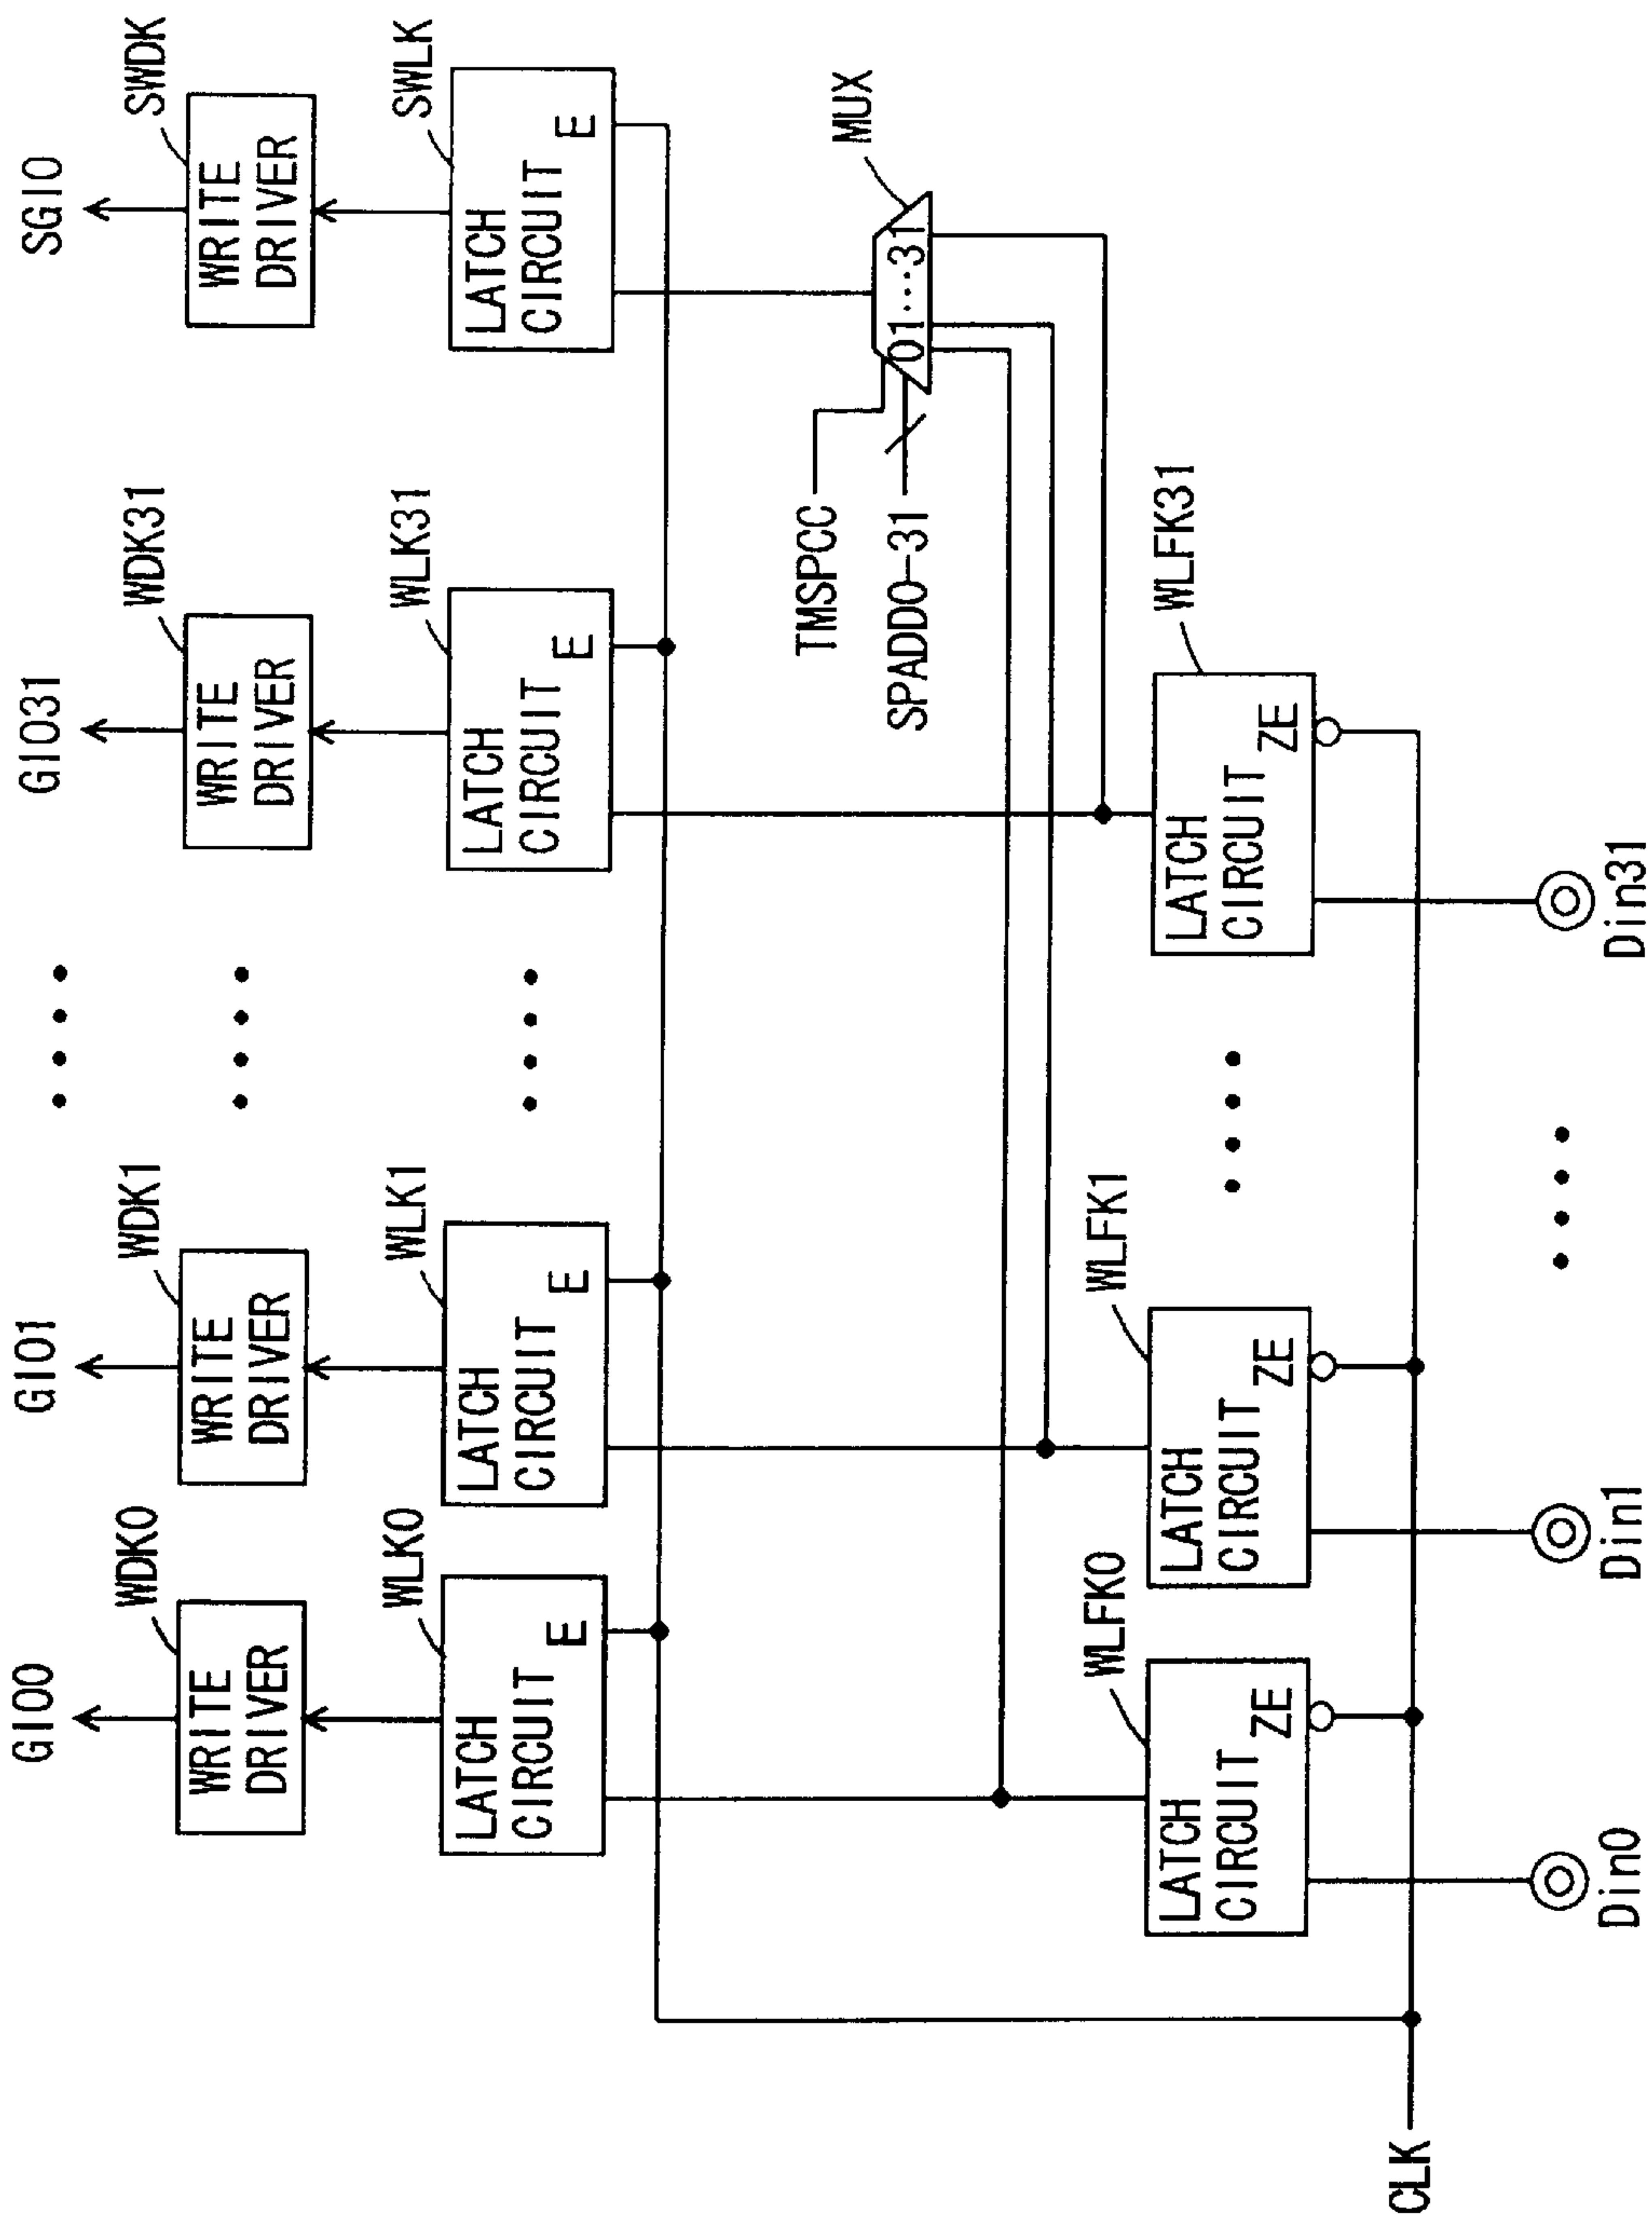 GIO0
GIO1
GIO31
SGIO
WDK0
WDK1
WDK31
SWDK
WRITE
DRIVER
WRITE
DRIVER
WRITE
DRIVER
WRITE
DRIVER
WLK0
WLK1
WLK31
SWLK
LATCH
CIRCUIT
E
LATCH
CIRCUIT
E
LATCH
CIRCUIT
E
LATCH
CIRCUIT
E
TMSPCC
MUX
01...31
SPADD0-31
WLFK0
WLFK1
WLFK31
LATCH
CIRCUIT
ZE
LATCH
CIRCUIT
ZE
LATCH
CIRCUIT
ZE
CLK
Din0
Din1
Din31